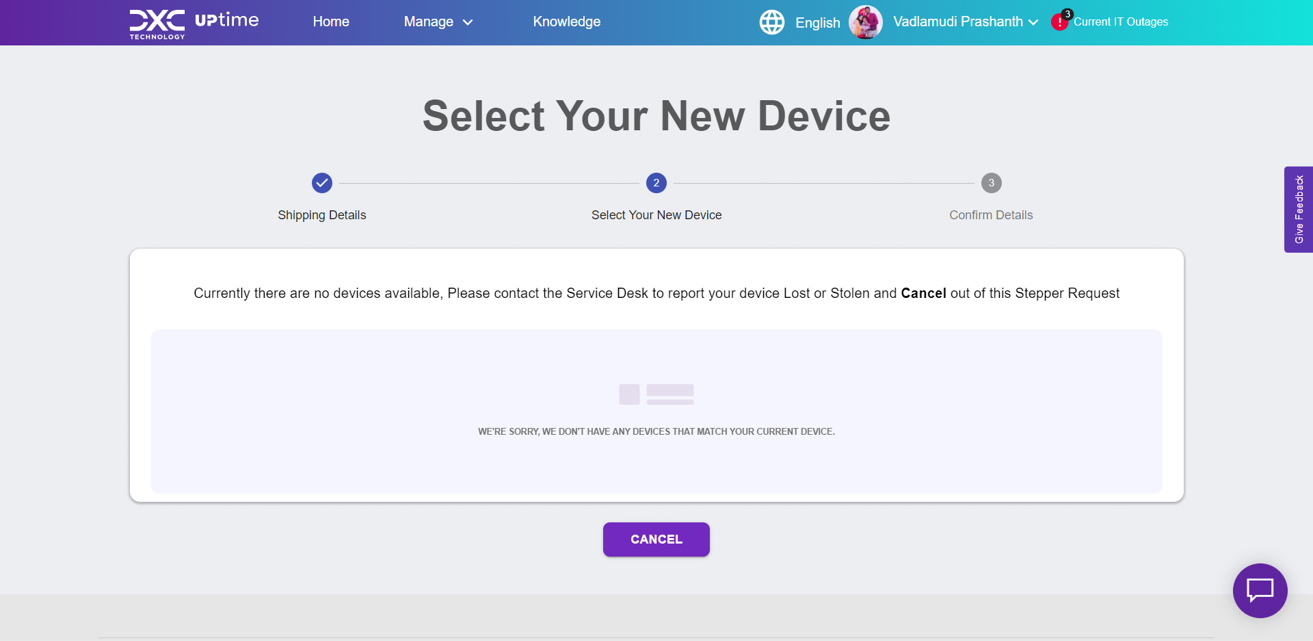 DXC TECHNOLOGY UPtime Home Manage Knowledge English Vadlamudi Prashanth ! 3 Current IT Outages
Select Your New Device
2 3
Shipping Details Select Your New Device Confirm Details
Give Feedback
Currently there are no devices available, Please contact the Service Desk to report your device Lost or Stolen and Cancel out of this Stepper Request
WE'RE SORRY, WE DON'T HAVE ANY DEVICES THAT MATCH YOUR CURRENT DEVICE.
CANCEL